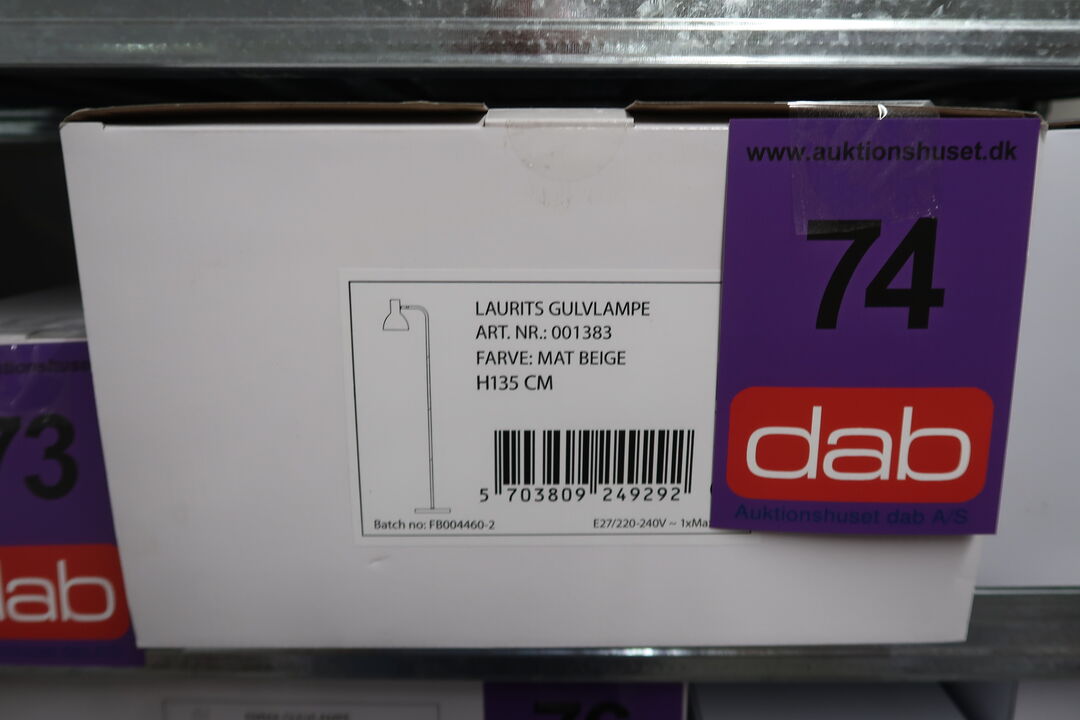 www.auktionshuset.dk
74
dab
Auktionshuset dab A/S
LAURITS GULVLAMPE
ART. NR.: 001383
FARVE: MAT BEIGE
H135 CM
5 703809 249292
Batch no: FB004460-2
E27/220-240V ~ 1xMa
73
dab